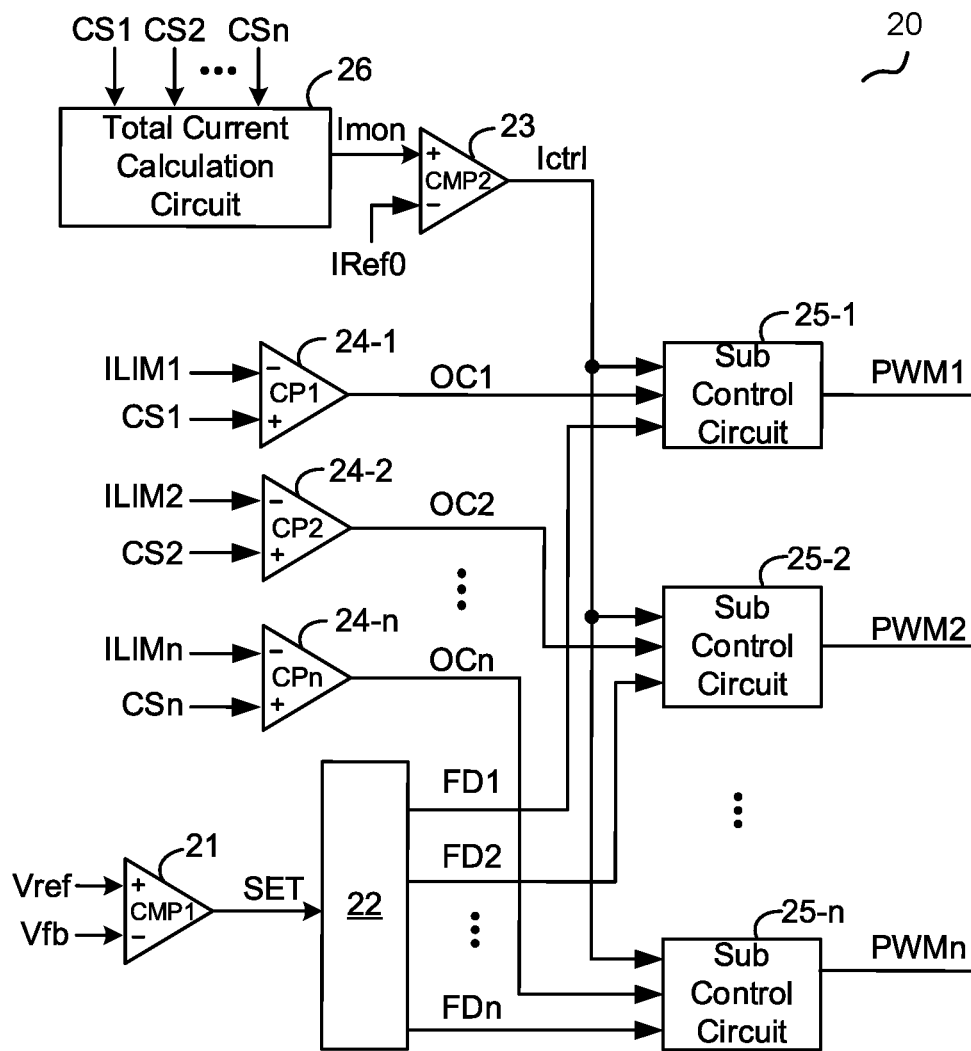 CS1 CS2 CSn
20
26
Total Current
Calculation
Circuit
Imon
23
+
CMP2
−
Ictrl
IRef0
ILIM1
CS1
24-1
−
CP1
+
OC1
25-1
Sub
Control
Circuit
PWM1
ILIM2
CS2
24-2
−
CP2
+
OC2
25-2
Sub
Control
Circuit
PWM2
ILIMn
CSn
24-n
−
CPn
+
OCn
FD1
FD2
FDn
22
Vref
Vfb
21
+
CMP1
−
SET
25-n
Sub
Control
Circuit
PWMn